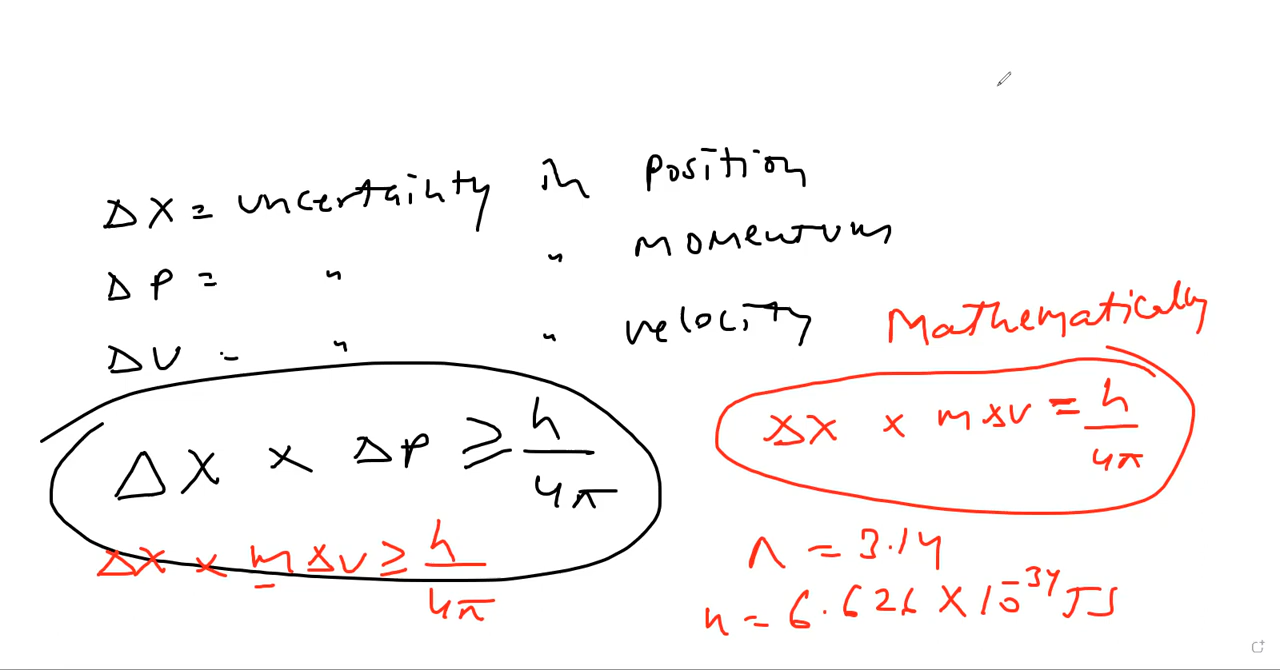 Δx = uncertainty in position
Δp = " " momentum
Δv = " " velocity
Mathematically
Δx × Δp ≥ h/4π
Δx × mΔv = h/4π
Δx × mΔv ≥ h/4π
π = 3.14
h = 6.626 × 10⁻³⁴ JS